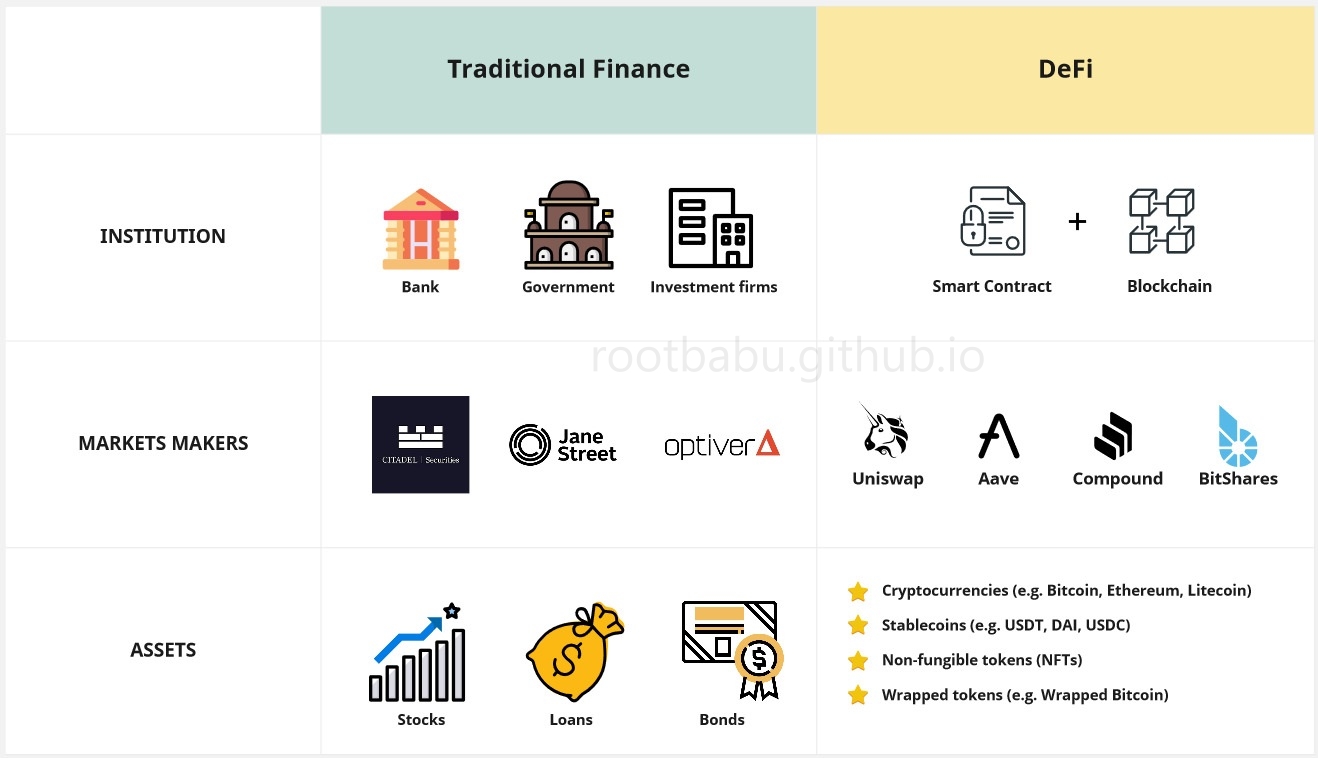 Traditional Finance
DeFi
INSTITUTION
Bank
Government
Investment firms
Smart Contract
+
Blockchain
rootbabu.github.io
MARKETS MAKERS
CITADEL | Securities
Jane
Street
optiver
Uniswap
Aave
Compound
BitShares
ASSETS
Stocks
Loans
Bonds
Cryptocurrencies (e.g. Bitcoin, Ethereum, Litecoin)
Stablecoins (e.g. USDT, DAI, USDC)
Non-fungible tokens (NFTs)
Wrapped tokens (e.g. Wrapped Bitcoin)